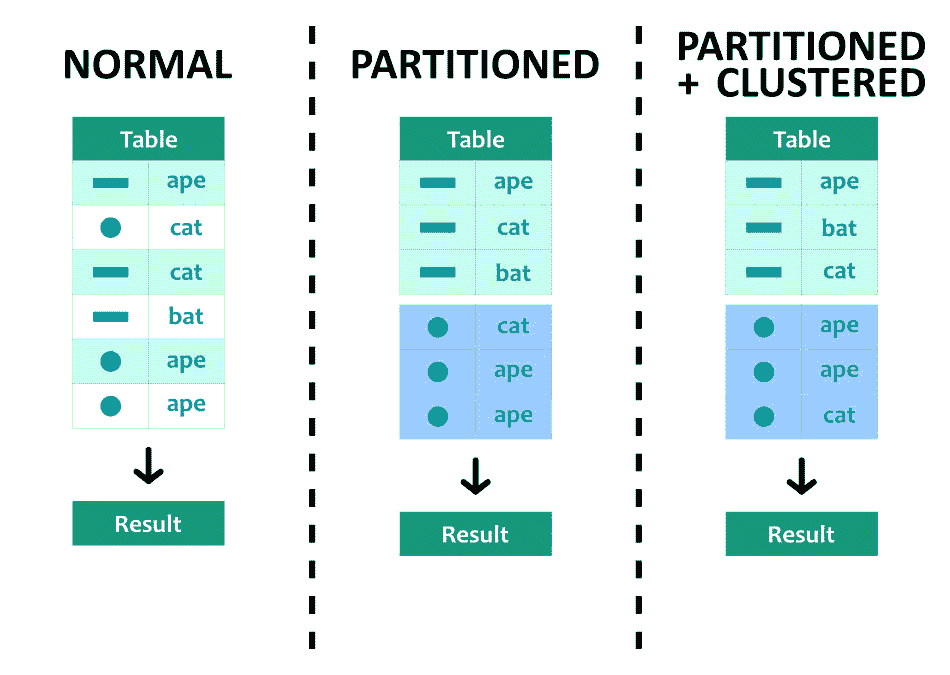 NORMAL
Table
ape
cat
cat
bat
ape
ape
Result
PARTITIONED
Table
ape
cat
bat
cat
ape
ape
Result
PARTITIONED
+ CLUSTERED
Table
ape
bat
cat
ape
ape
cat
Result